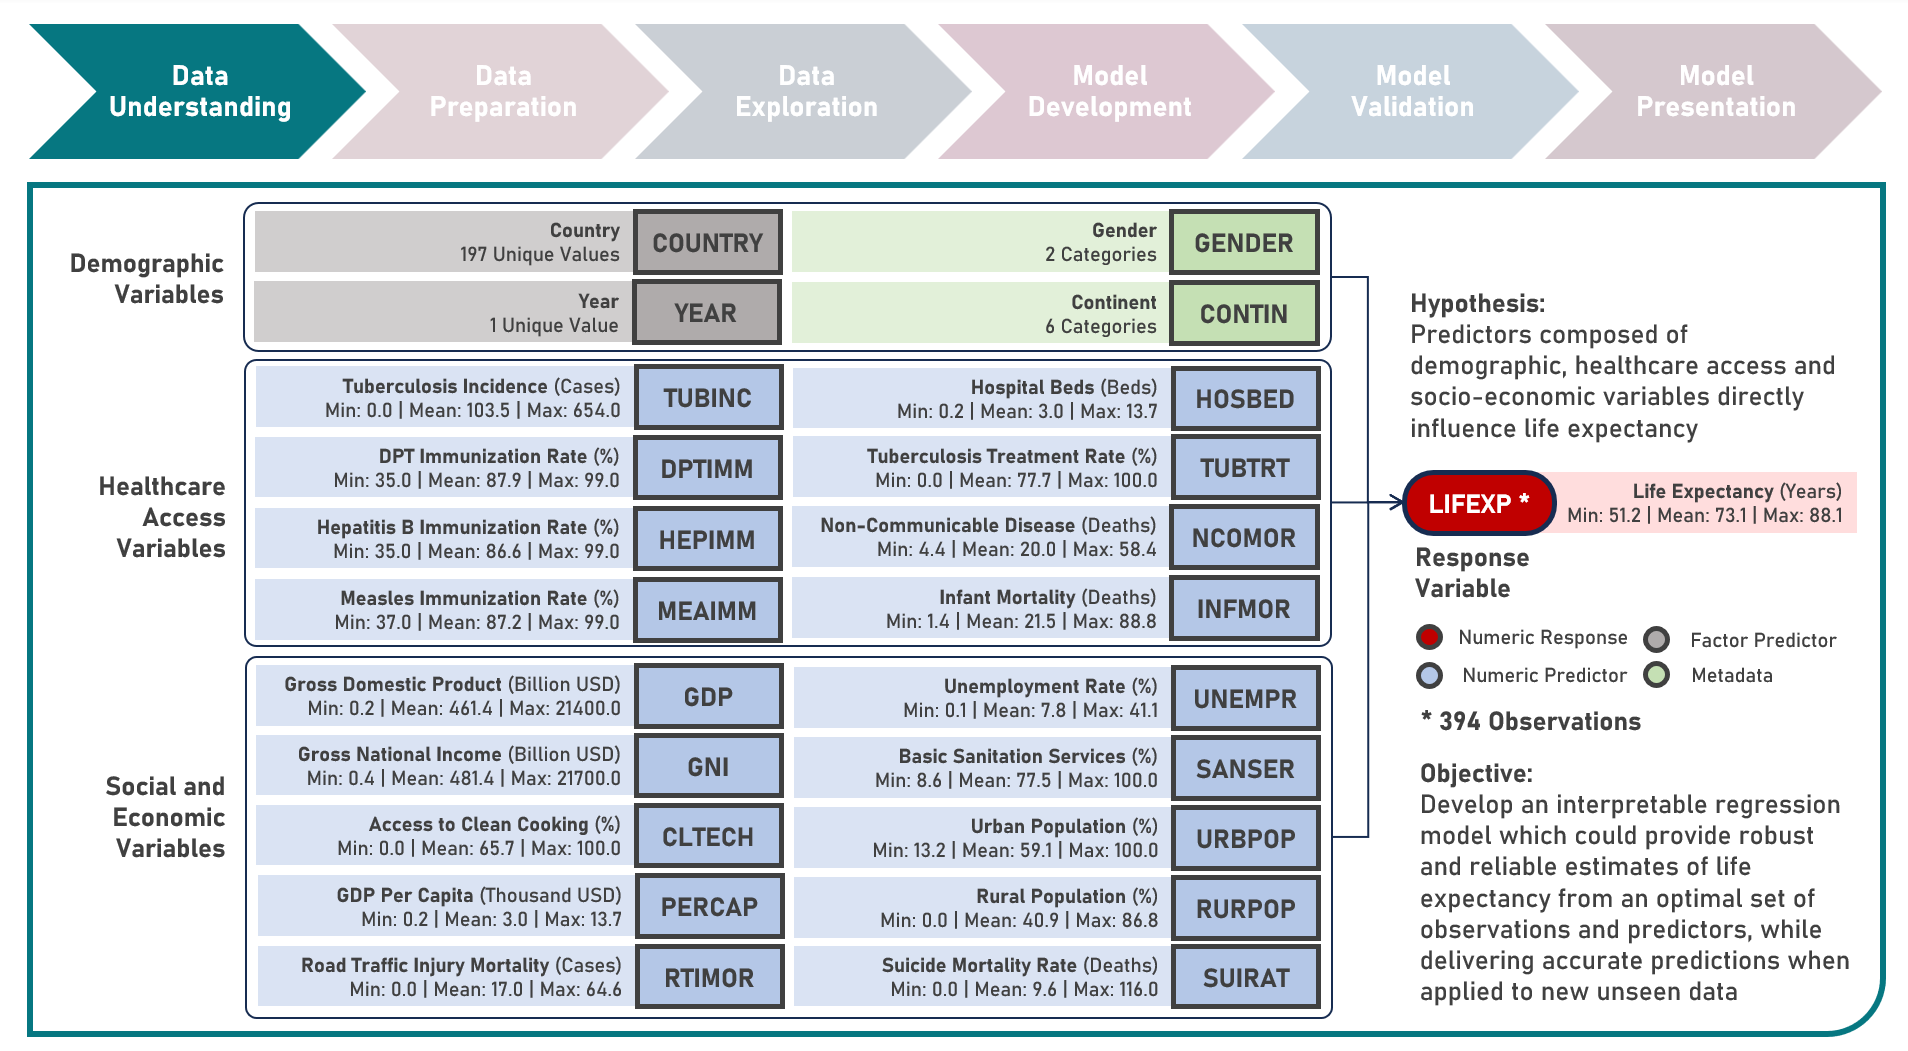 Data
Understanding
Data
Preparation
Data
Exploration
Model
Development
Model
Validation
Model
Presentation
Demographic
Variables
Country
197 Unique Values
COUNTRY
Gender
2 Categories
GENDER
Year
1 Unique Value
YEAR
Continent
6 Categories
CONTIN
Healthcare
Access
Variables
Tuberculosis Incidence (Cases)
Min: 0.0 | Mean: 103.5 | Max: 654.0
TUBINC
Hospital Beds (Beds)
Min: 0.2 | Mean: 3.0 | Max: 13.7
HOSBED
DPT Immunization Rate (%)
Min: 35.0 | Mean: 87.9 | Max: 99.0
DPTIMM
Tuberculosis Treatment Rate (%)
Min: 0.0 | Mean: 77.7 | Max: 100.0
TUBTRT
Hepatitis B Immunization Rate (%)
Min: 35.0 | Mean: 86.6 | Max: 99.0
HEPIMM
Non-Communicable Disease (Deaths)
Min: 4.4 | Mean: 20.0 | Max: 58.4
NCOMOR
Measles Immunization Rate (%)
Min: 37.0 | Mean: 87.2 | Max: 99.0
MEAIMM
Infant Mortality (Deaths)
Min: 1.4 | Mean: 21.5 | Max: 88.8
INFMOR
Social and
Economic
Variables
Gross Domestic Product (Billion USD)
Min: 0.2 | Mean: 461.4 | Max: 21400.0
GDP
Unemployment Rate (%)
Min: 0.1 | Mean: 7.8 | Max: 41.1
UNEMPR
Gross National Income (Billion USD)
Min: 0.4 | Mean: 481.4 | Max: 21700.0
GNI
Basic Sanitation Services (%)
Min: 8.6 | Mean: 77.5 | Max: 100.0
SANSER
Access to Clean Cooking (%)
Min: 0.0 | Mean: 65.7 | Max: 100.0
CLTECH
Urban Population (%)
Min: 13.2 | Mean: 59.1 | Max: 100.0
URBPOP
GDP Per Capita (Thousand USD)
Min: 0.2 | Mean: 3.0 | Max: 13.7
PERCAP
Rural Population (%)
Min: 0.0 | Mean: 40.9 | Max: 86.8
RURPOP
Road Traffic Injury Mortality (Cases)
Min: 0.0 | Mean: 17.0 | Max: 64.6
RTIMOR
Suicide Mortality Rate (Deaths)
Min: 0.0 | Mean: 9.6 | Max: 116.0
SUIRAT
Hypothesis:
Predictors composed of
demographic, healthcare access and
socio-economic variables directly
influence life expectancy
LIFEXP *
Life Expectancy (Years)
Min: 51.2 | Mean: 73.1 | Max: 88.1
Response
Variable
Numeric Response
Factor Predictor
Numeric Predictor
Metadata
* 394 Observations
Objective:
Develop an interpretable regression
model which could provide robust
and reliable estimates of life
expectancy from an optimal set of
observations and predictors, while
delivering accurate predictions when
applied to new unseen data